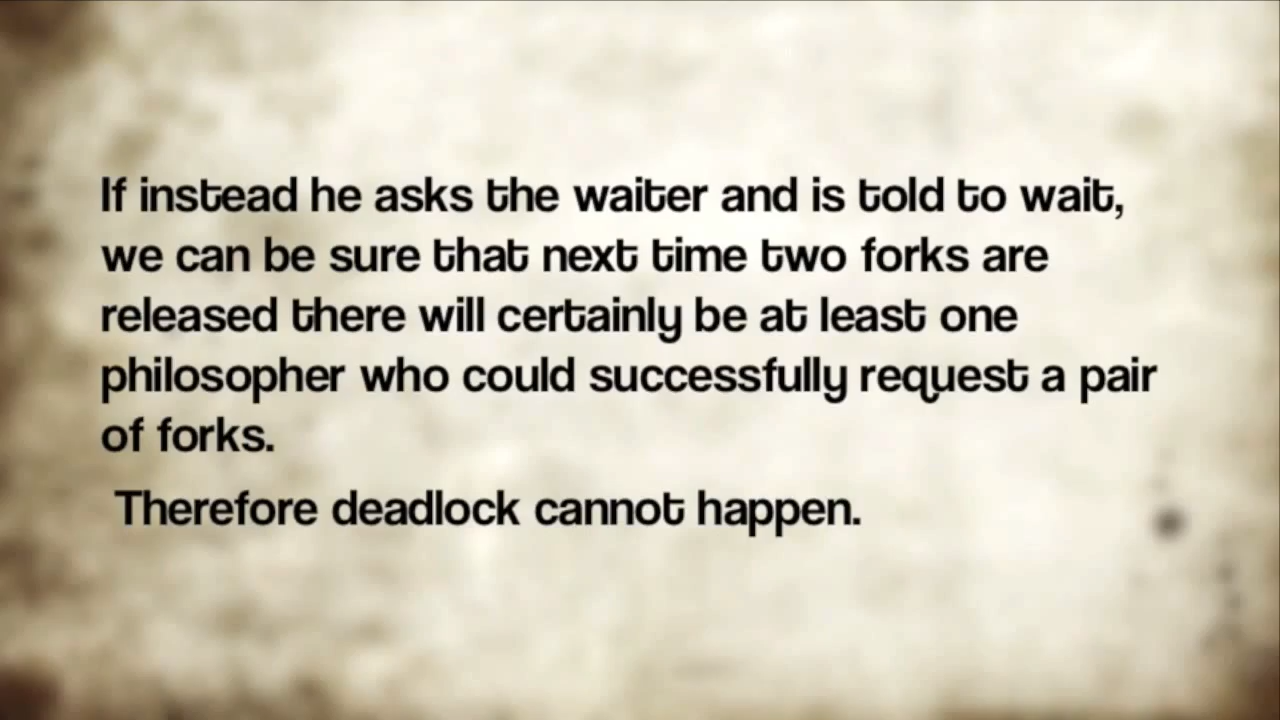 If instead he asks the waiter and is told to wait,
we can be sure that next time two forks are
released there will certainly be at least one
philosopher who could successfully request a pair
of forks.
Therefore deadlock cannot happen.